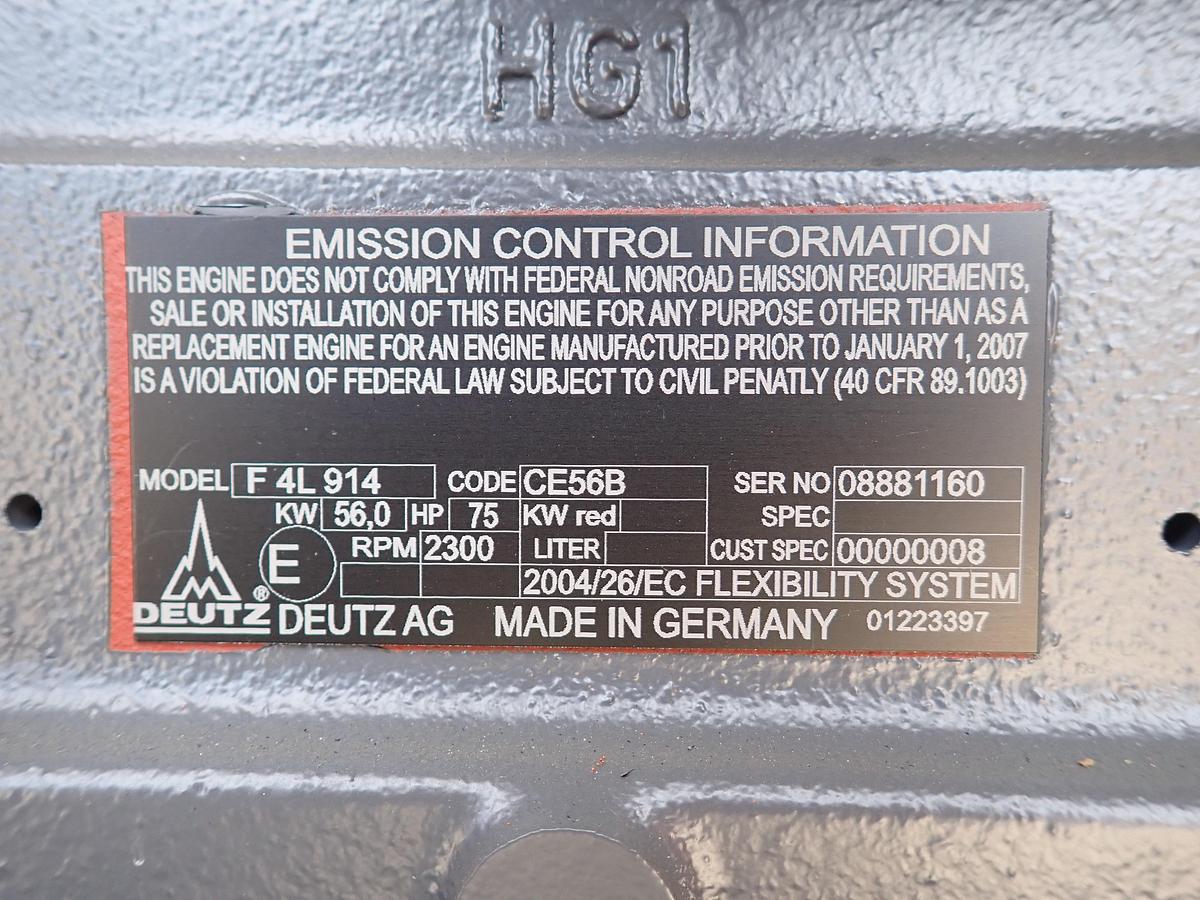 HG1
EMISSION CONTROL INFORMATION
THIS ENGINE DOES NOT COMPLY WITH FEDERAL NONROAD EMISSION REQUIREMENTS,
SALE OR INSTALLATION OF THIS ENGINE FOR ANY PURPOSE OTHER THAN AS A
REPLACEMENT ENGINE FOR AN ENGINE MANUFACTURED PRIOR TO JANUARY 1, 2007
IS A VIOLATION OF FEDERAL LAW SUBJECT TO CIVIL PENATLY (40 CFR 89.1003)
MODEL F 4L 914 CODE CE56B SER NO 08881160
KW 56,0 HP 75 KW red SPEC
E RPM 2300 LITER CUST SPEC 00000008
2004/26/EC FLEXIBILITY SYSTEM
DEUTZ ® DEUTZ AG MADE IN GERMANY 01223397